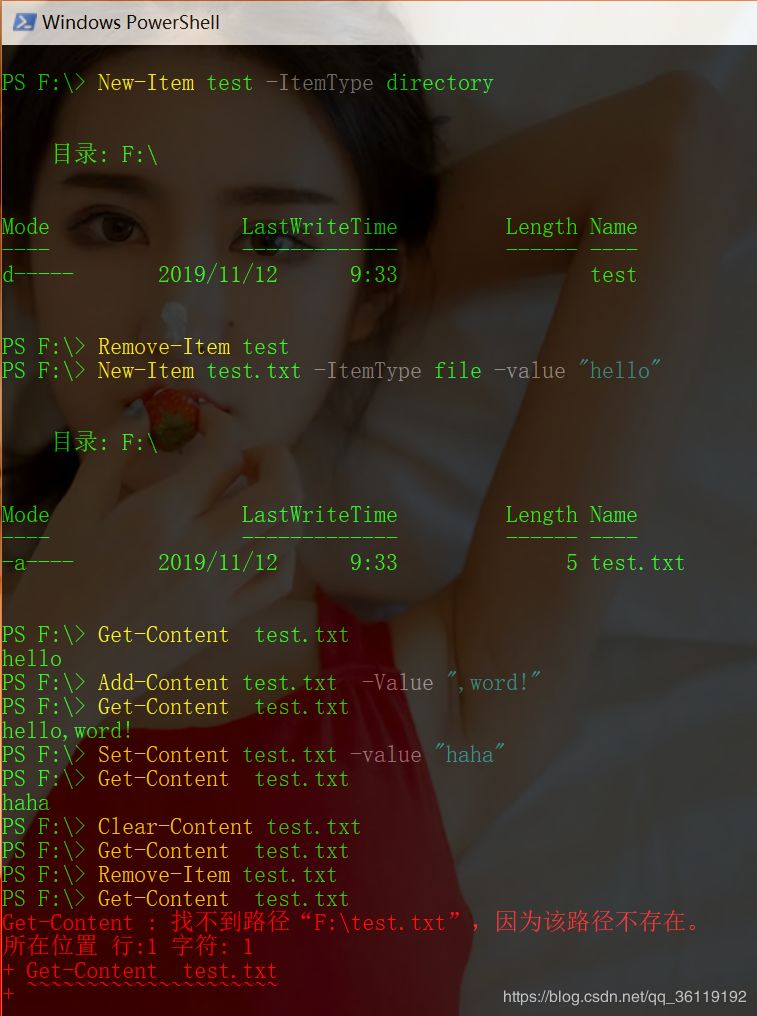 Windows PowerShell
PS F:\> New-Item test -ItemType directory
目录: F:\
Mode                LastWriteTime         Length Name
----                -------------         ------ ----
d-----       2019/11/12      9:33                test
PS F:\> Remove-Item test
PS F:\> New-Item test.txt -ItemType file -value "hello"
目录: F:\
Mode                LastWriteTime         Length Name
----                -------------         ------ ----
-a----       2019/11/12      9:33              5 test.txt
PS F:\> Get-Content  test.txt
hello
PS F:\> Add-Content test.txt  -Value ",word!"
PS F:\> Get-Content  test.txt
hello,word!
PS F:\> Set-Content test.txt -value "haha"
PS F:\> Get-Content  test.txt
haha
PS F:\> Clear-Content test.txt
PS F:\> Get-Content  test.txt
PS F:\> Remove-Item test.txt
PS F:\> Get-Content  test.txt
Get-Content : 找不到路径“F:\test.txt”，因为该路径不存在。
所在位置 行:1 字符: 1
+ Get-Content  test.txt
+ ~~~~~~~~~~~~~~~~~~~~~
https://blog.csdn.net/qq_36119192